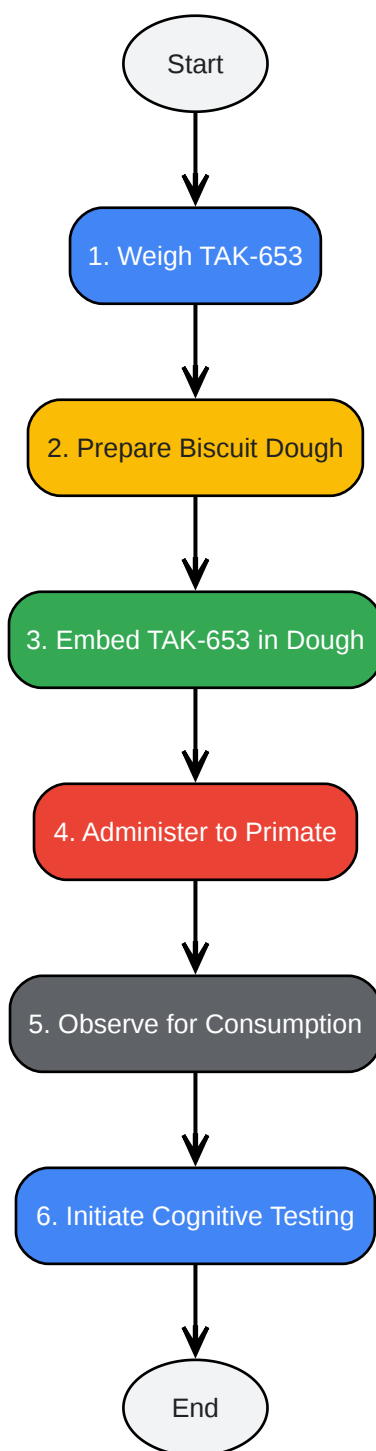 Start
1. Weigh TAK-653
2. Prepare Biscuit Dough
3. Embed TAK-653 in Dough
4. Administer to Primate
5. Observe for Consumption
6. Initiate Cognitive Testing
End